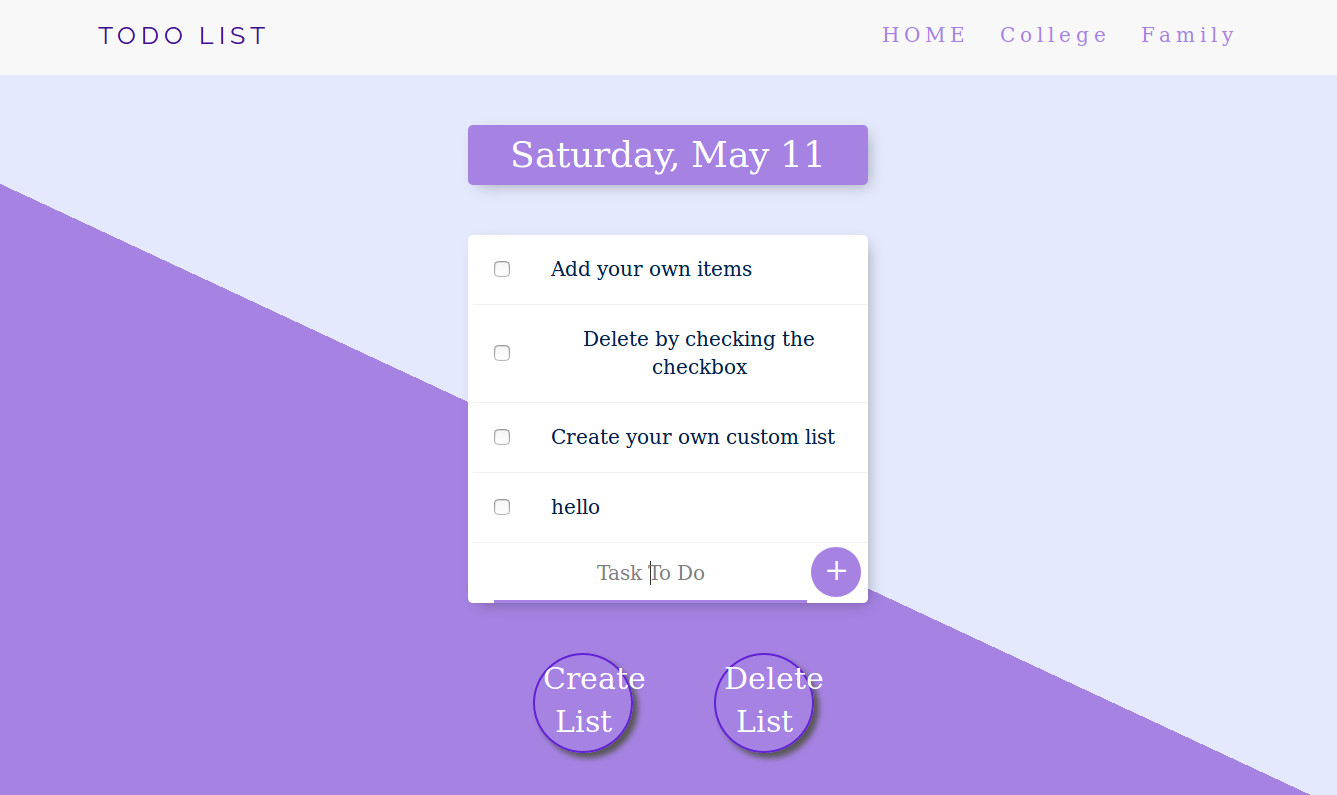 TODO LIST
HOME College Family
Saturday, May 11
Add your own items
Delete by checking the
checkbox
Create your own custom list
hello
Task To Do
+
Create
List
Delete
List